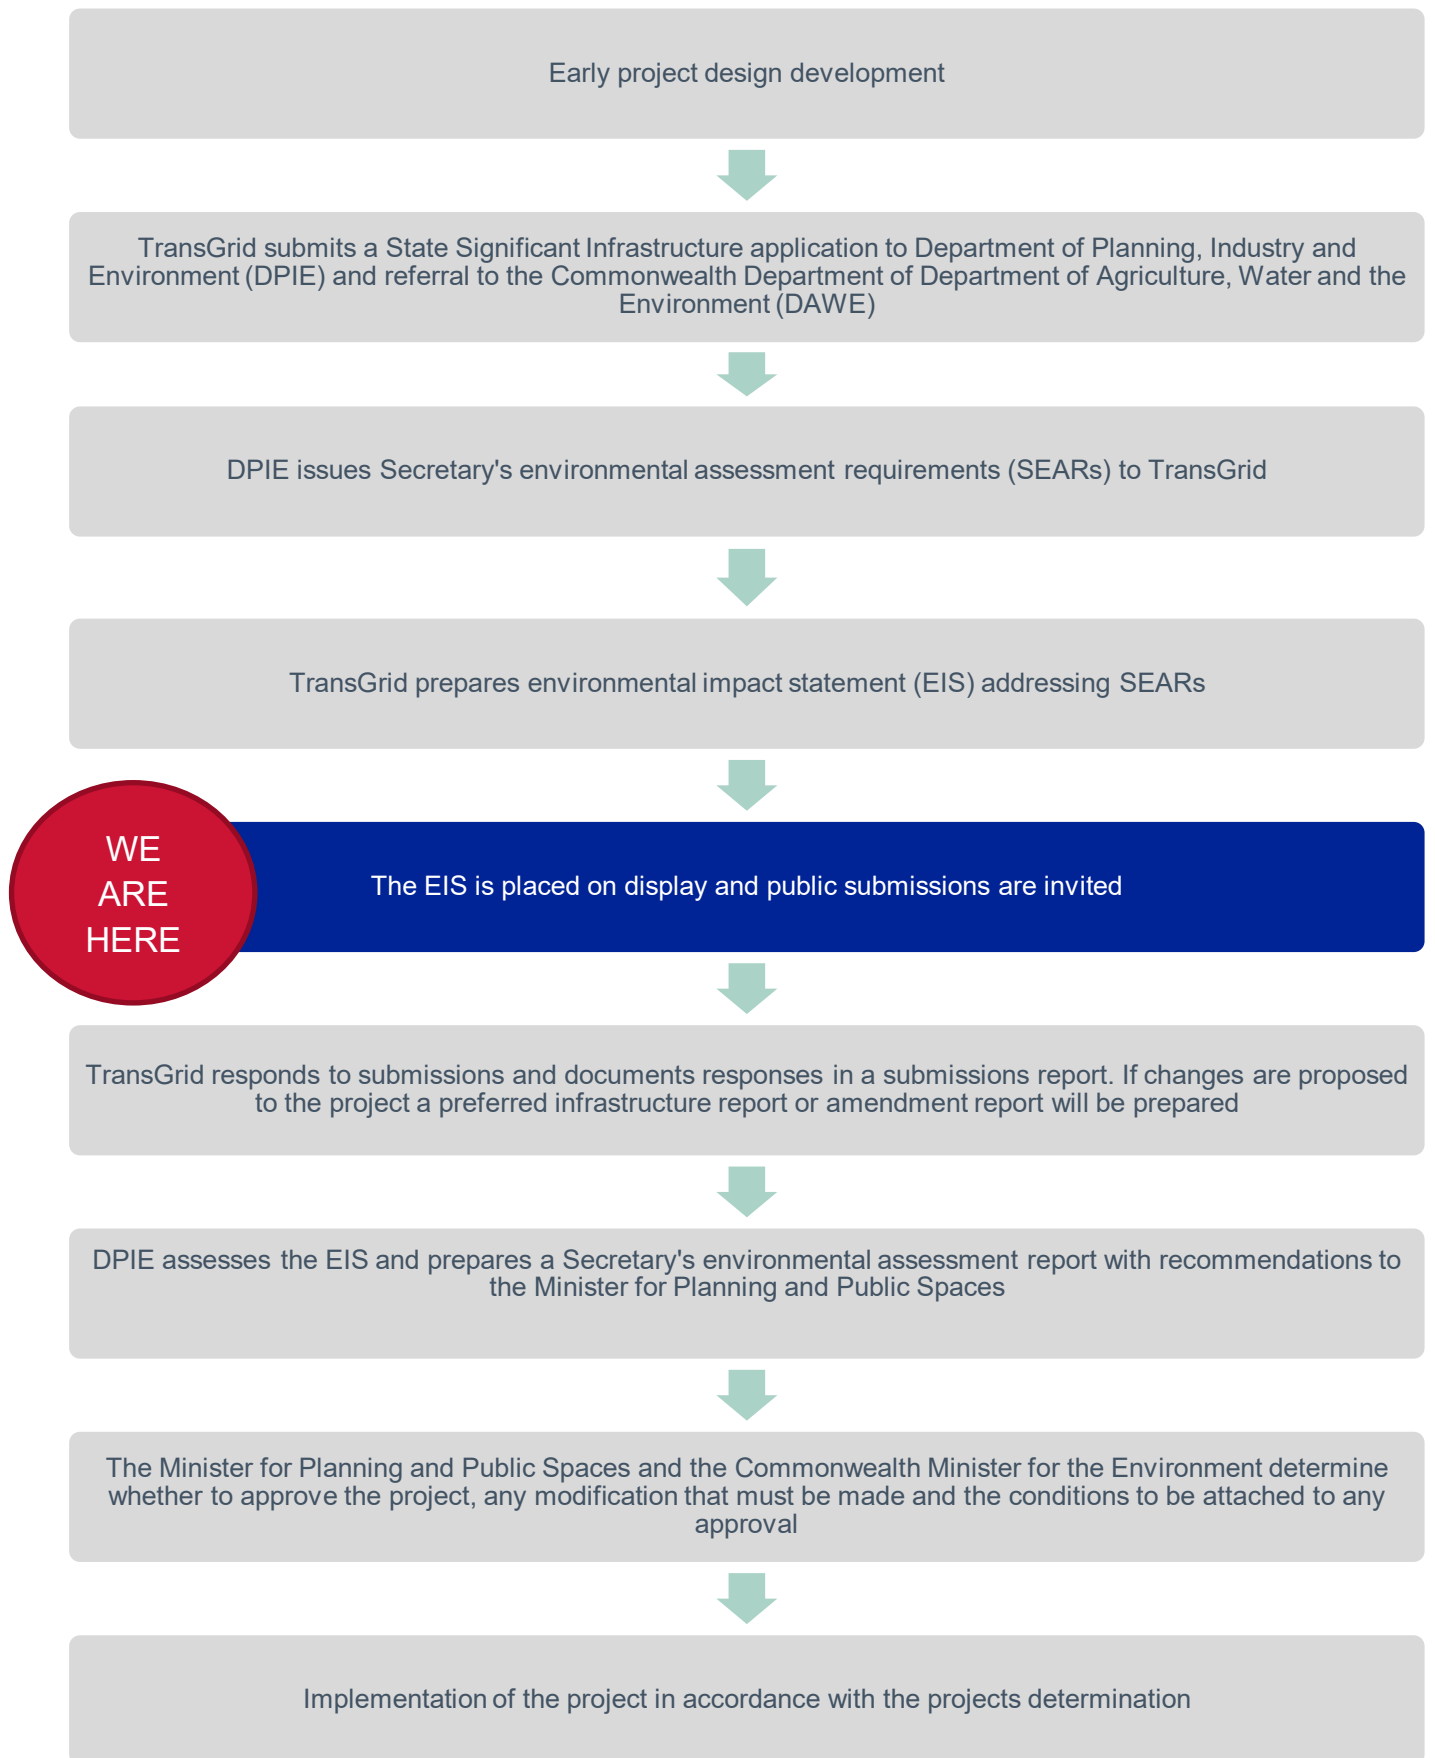 Early project design development
TransGrid submits a State Significant Infrastructure application to Department of Planning, Industry and
Environment (DPIE) and referral to the Commonwealth Department of Department of Agriculture, Water and the
Environment (DAWE)
DPIE issues Secretary's environmental assessment requirements (SEARs) to TransGrid
TransGrid prepares environmental impact statement (EIS) addressing SEARs
WE
ARE
HERE
The EIS is placed on display and public submissions are invited
TransGrid responds to submissions and documents responses in a submissions report. If changes are proposed
to the project a preferred infrastructure report or amendment report will be prepared
DPIE assesses the EIS and prepares a Secretary's environmental assessment report with recommendations to
the Minister for Planning and Public Spaces
The Minister for Planning and Public Spaces and the Commonwealth Minister for the Environment determine
whether to approve the project, any modification that must be made and the conditions to be attached to any
approval
Implementation of the project in accordance with the projects determination